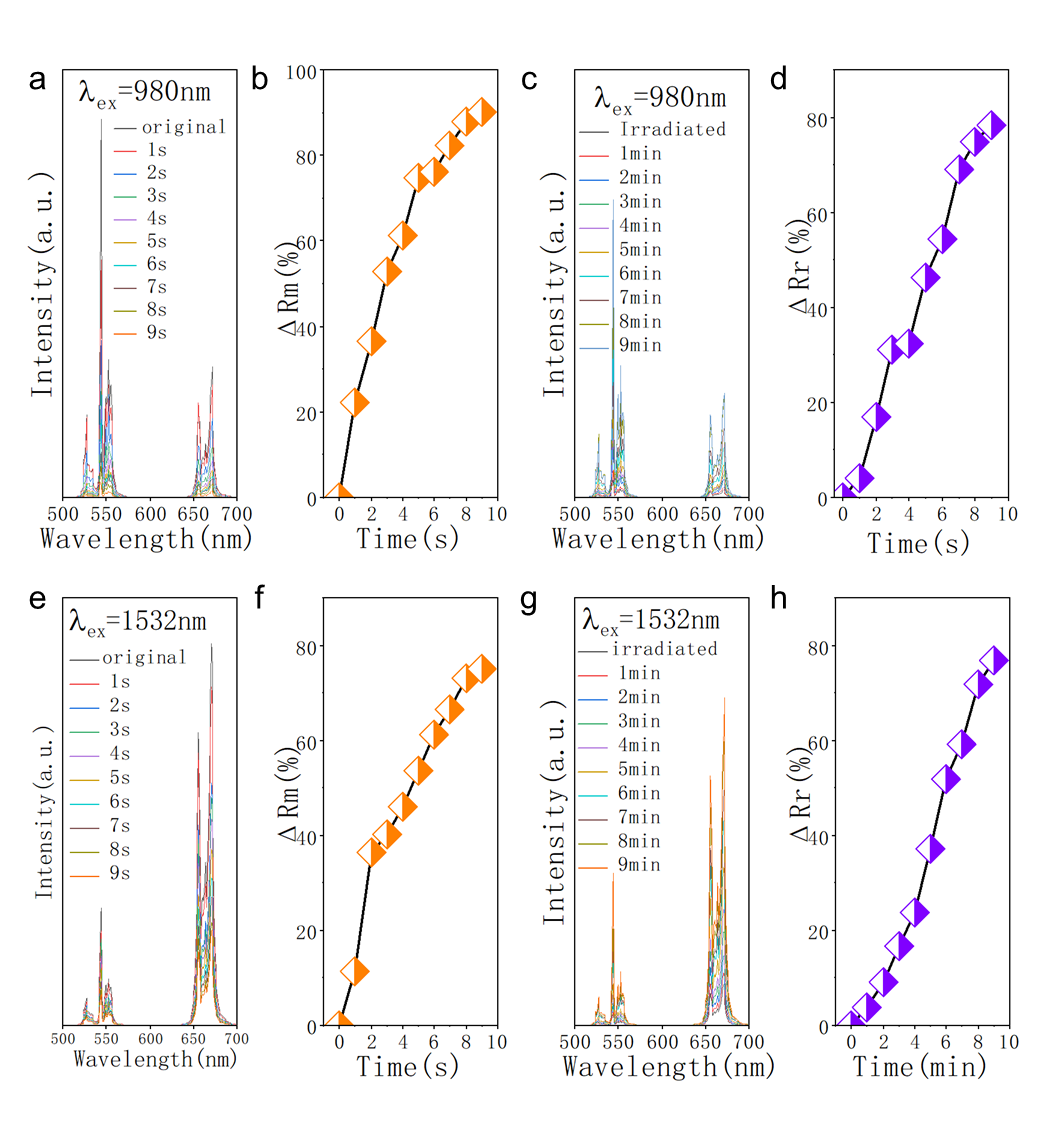 a
λex=980nm
original
1s
2s
3s
4s
5s
6s
7s
8s
9s
Intensity(a.u.)
500 550 600 650 700
Wavelength(nm)
b
100
80
60
40
20
0
ΔRm(%)
0 2 4 6 8 10
Time(s)
c
λex=980nm
Irradiated
1min
2min
3min
4min
5min
6min
7min
8min
9min
Intensity(a.u.)
500 550 600 650 700
Wavelength(nm)
d
80
60
40
20
0
ΔRr(%)
0 2 4 6 8 10
Time(s)
e
λex=1532nm
original
1s
2s
3s
4s
5s
6s
7s
8s
9s
Intensity(a.u.)
500 550 600 650 700
Wavelength(nm)
f
80
60
40
20
0
ΔRm(%)
0 2 4 6 8 10
Time(s)
g
λex=1532nm
irradiated
1min
2min
3min
4min
5min
6min
7min
8min
9min
Intensity(a.u.)
500 550 600 650 700
Wavelength(nm)
h
80
60
40
20
0
ΔRr(%)
0 2 4 6 8 10
Time(min)